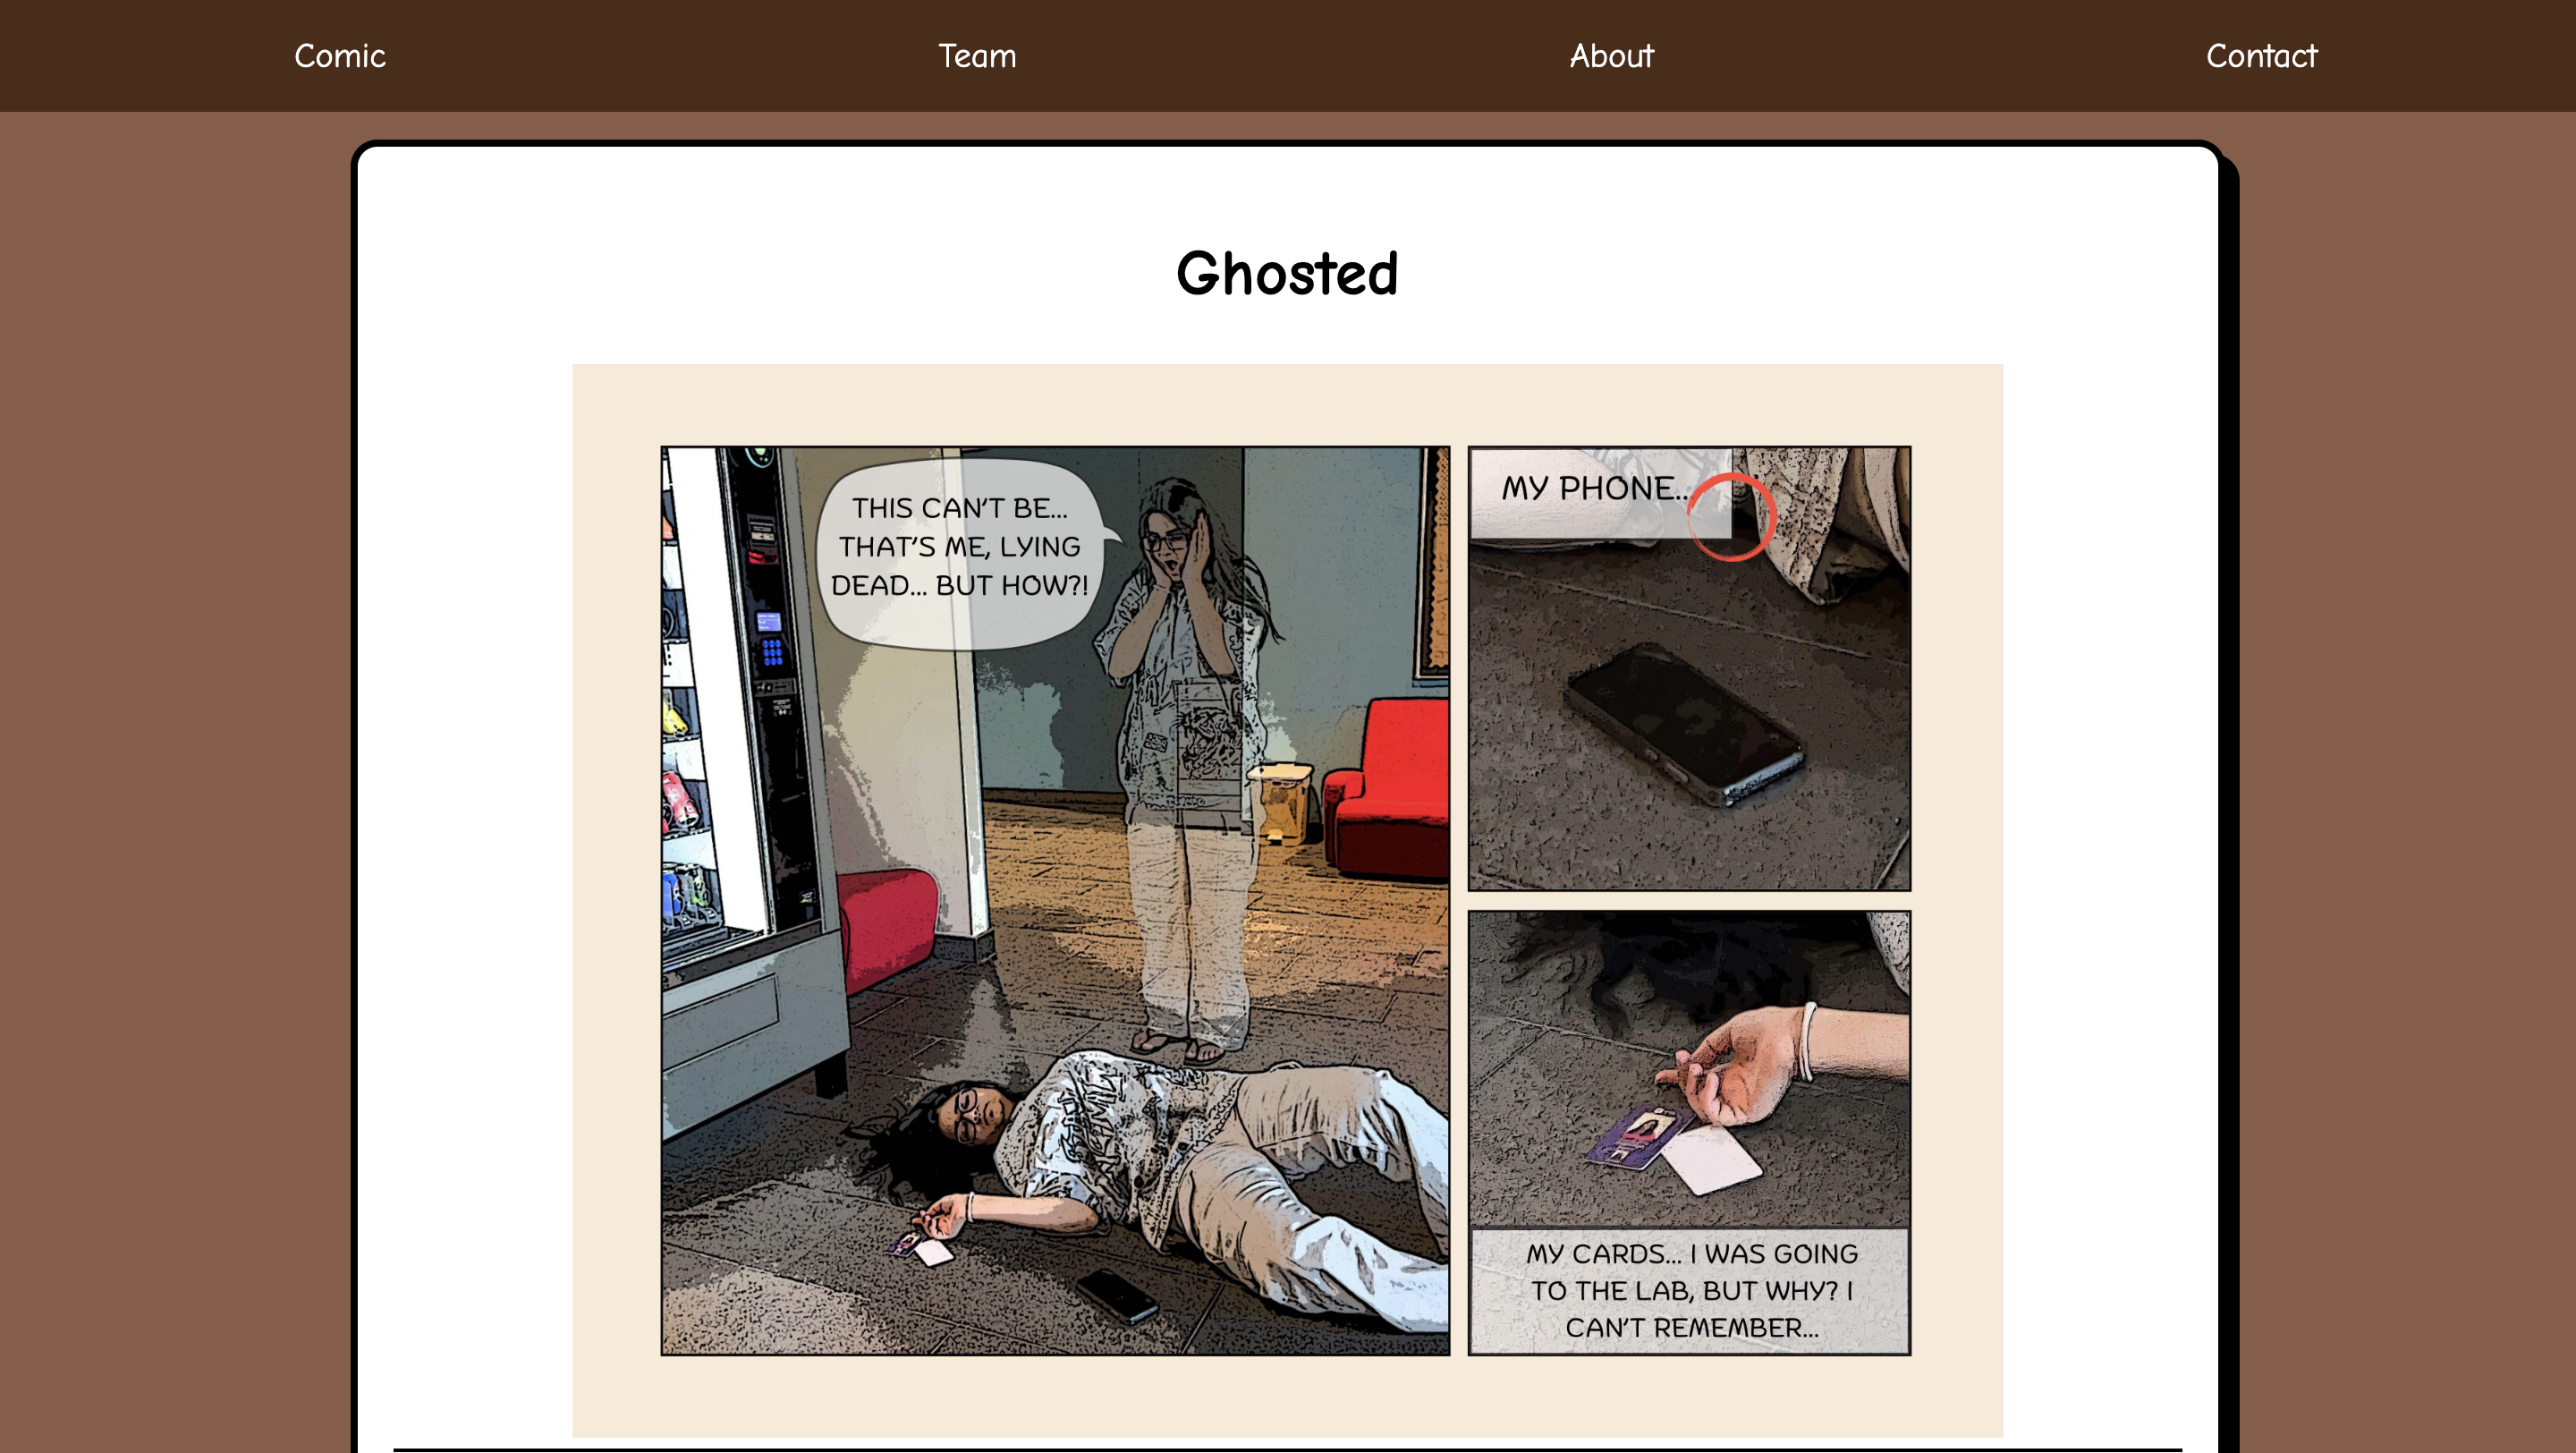 Comic
Team
About
Contact
Ghosted
THIS CAN'T BE...
THAT'S ME, LYING
DEAD... BUT HOW?!
MY PHONE...
MY CARDS... I WAS GOING
TO THE LAB, BUT WHY? I
CAN'T REMEMBER...